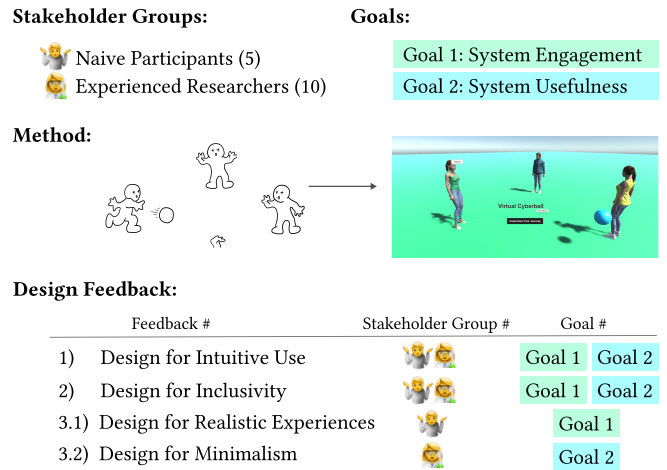 Stakeholder Groups:
Goals:
Naive Participants (5)
Experienced Researchers (10)
Goal 1: System Engagement
Goal 2: System Usefulness
Method:
Virtual Cyberball
Design Feedback:
Feedback # Stakeholder Group # Goal #
1) Design for Intuitive Use Goal 1 Goal 2
2) Design for Inclusivity Goal 1 Goal 2
3.1) Design for Realistic Experiences Goal 1
3.2) Design for Minimalism Goal 2